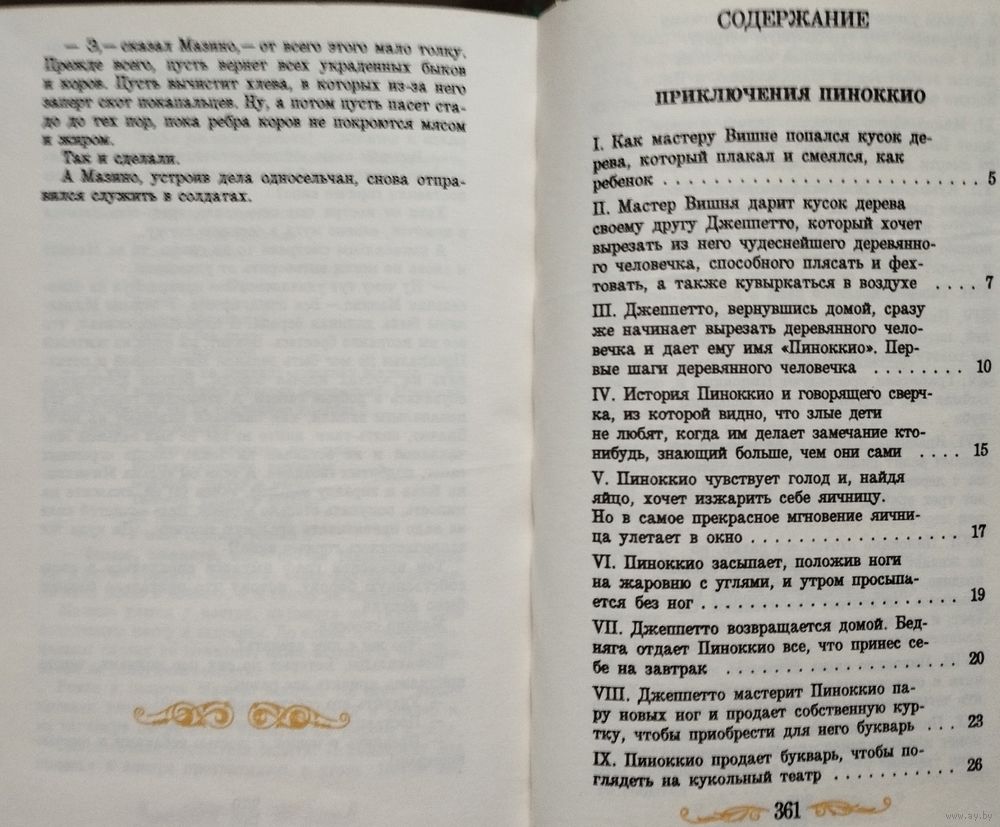 — Э,— сказал Мазино,— от всего этого мало толку.
Прежде всего, пусть вернет всех украденных быков
и коров. Пусть вычистит хлева, в которых из-за него
заперт скот покапальцев. Ну, а потом пусть пасет ста-
до до тех пор, пока ребра коров не покроются мясом
и жиром.
Так и сделали.
А Мазино, устроив дела односельчан, снова отпра-
вился служить в солдатах.
СОДЕРЖАНИЕ
ПРИКЛЮЧЕНИЯ ПИНОККИО
I. Как мастеру Вишне попался кусок де-
рева, который плакал и смеялся, как
ребенок . . . . . . . . . . . . . . . . . . . . 5
II. Мастер Вишня дарит кусок дерева
своему другу Джеппетто, который хочет
вырезать из него чудеснейшего деревянно-
го человечка, способного плясать и фех-
товать, а также кувыркаться в воздухе . . . . 7
III. Джеппетто, вернувшись домой, сразу
же начинает вырезать деревянного чело-
вечка и дает ему имя «Пиноккио». Пер-
вые шаги деревянного человечка . . . . . . . . 10
IV. История Пиноккио и говорящего сверч-
ка, из которой видно, что злые дети
не любят, когда им делает замечание кто-
нибудь, знающий больше, чем они сами . . . . 15
V. Пиноккио чувствует голод и, найдя
яйцо, хочет изжарить себе яичницу.
Но в самое прекрасное мгновение яични-
ца улетает в окно . . . . . . . . . . . . . . . 17
VI. Пиноккио засыпает, положив ноги
на жаровню с углями, и утром просыпа-
ется без ног . . . . . . . . . . . . . . . . . . 19
VII. Джеппетто возвращается домой. Бед-
няга отдает Пиноккио все, что принес се-
бе на завтрак . . . . . . . . . . . . . . . . 20
VIII. Джеппетто мастерит Пиноккио па-
ру новых ног и продает собственную кур-
тку, чтобы приобрести для него букварь . . . 23
IX. Пиноккио продает букварь, чтобы по-
глядеть на кукольный театр . . . . . . . . . . 26
361
www.ay.by